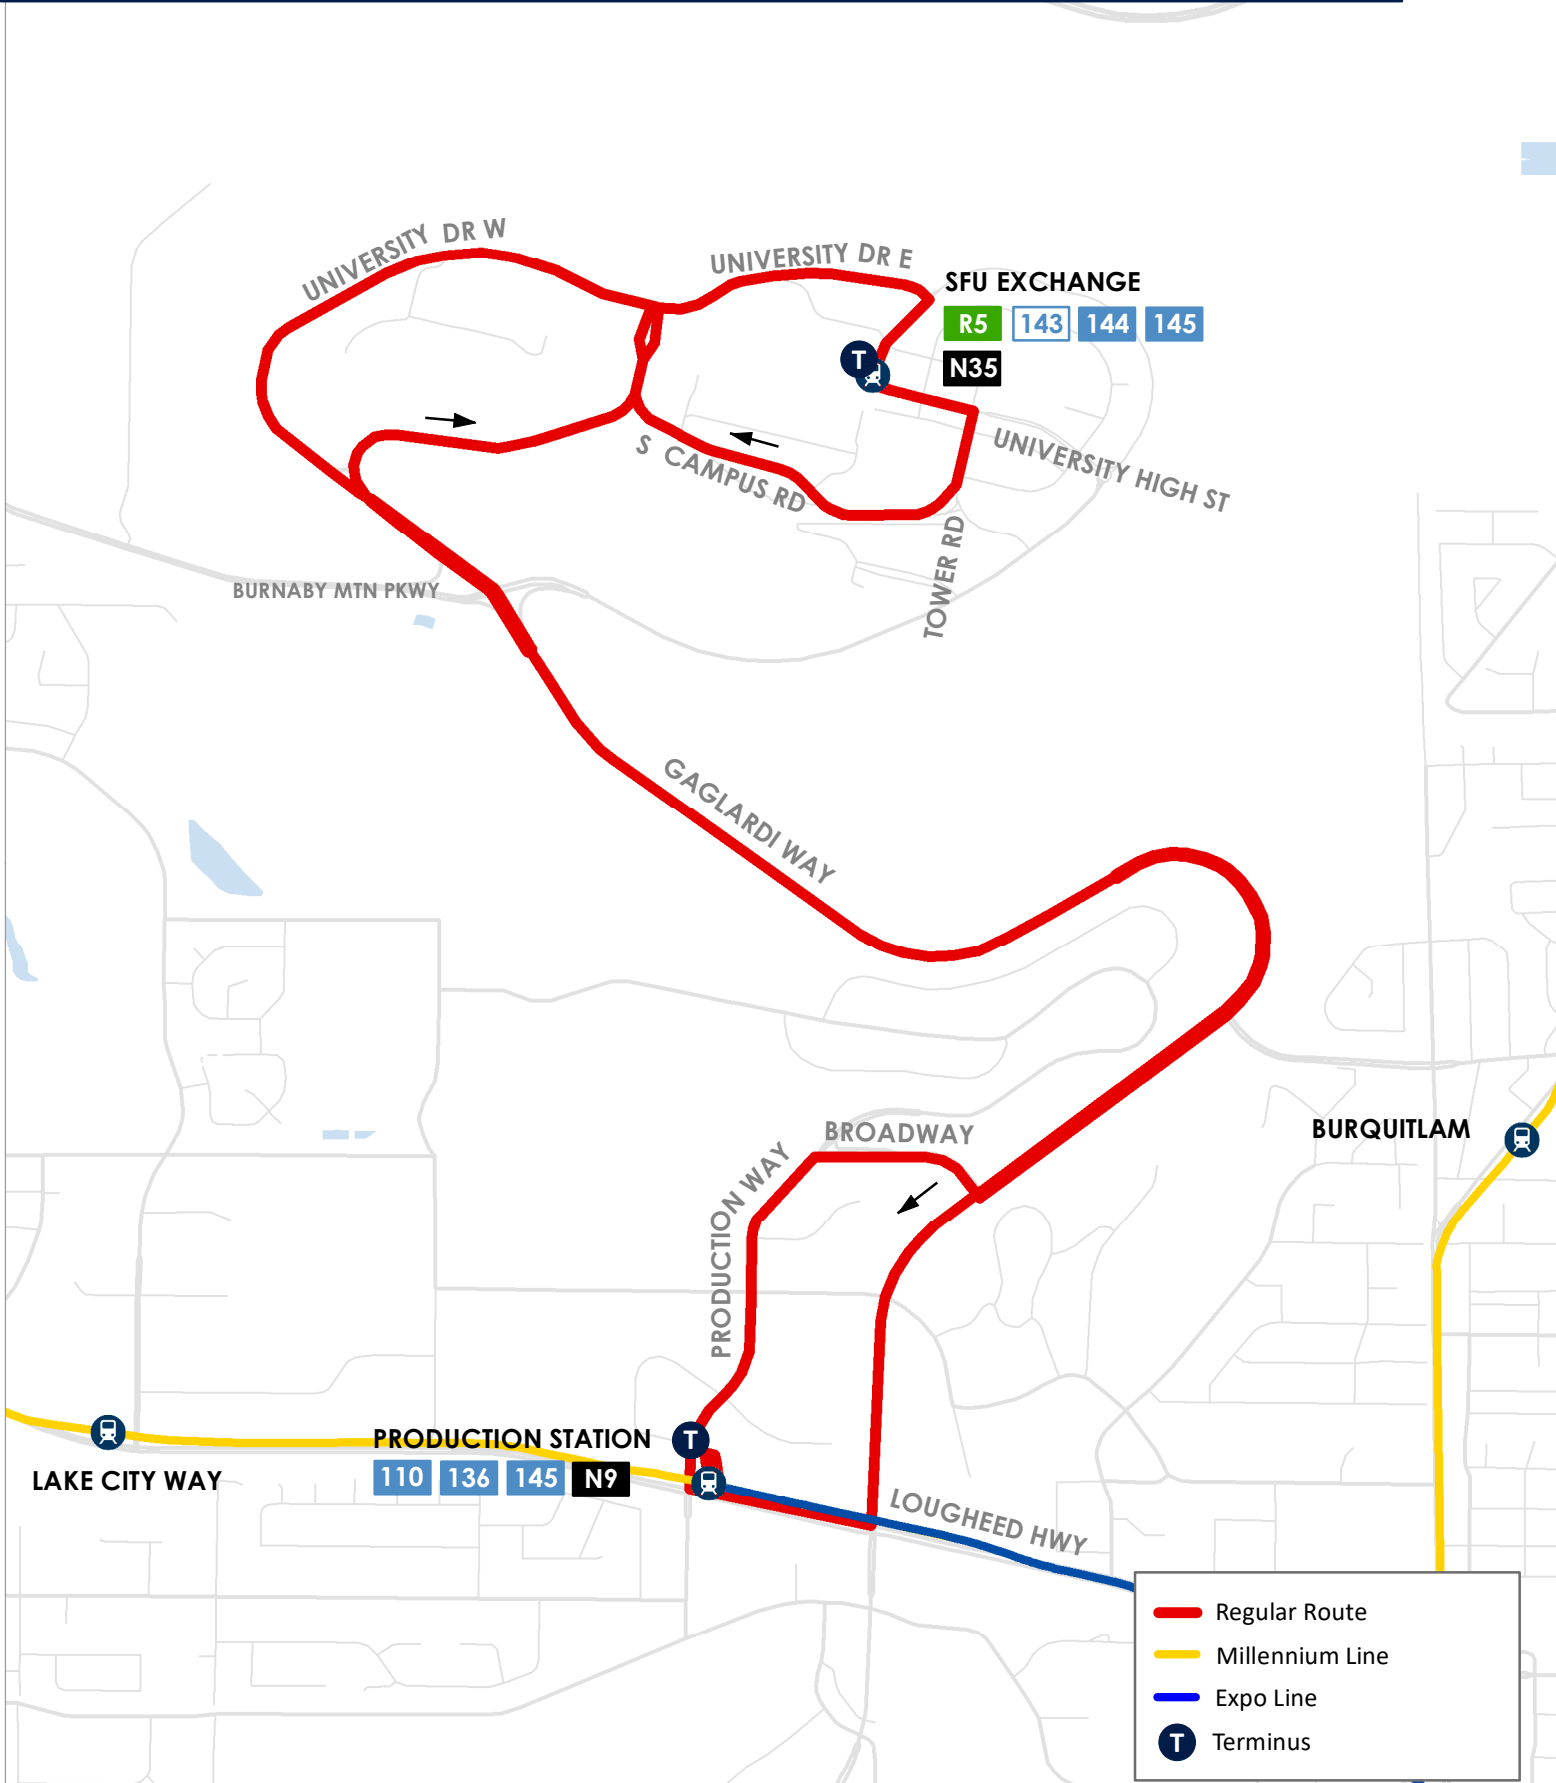 UNIVERSITY DR W
UNIVERSITY DR E
SFU EXCHANGE
R5 143 144 145
T
N35
UNIVERSITY HIGH ST
S CAMPUS RD
TOWER RD
BURNABY MTN PKWY
GAGLARDI WAY
BROADWAY
BURQUITLAM
PRODUCTION WAY
PRODUCTION STATION
T
110 136 145 N9
LAKE CITY WAY
LOUGHEED HWY
Regular Route
Millennium Line
Expo Line
T Terminus